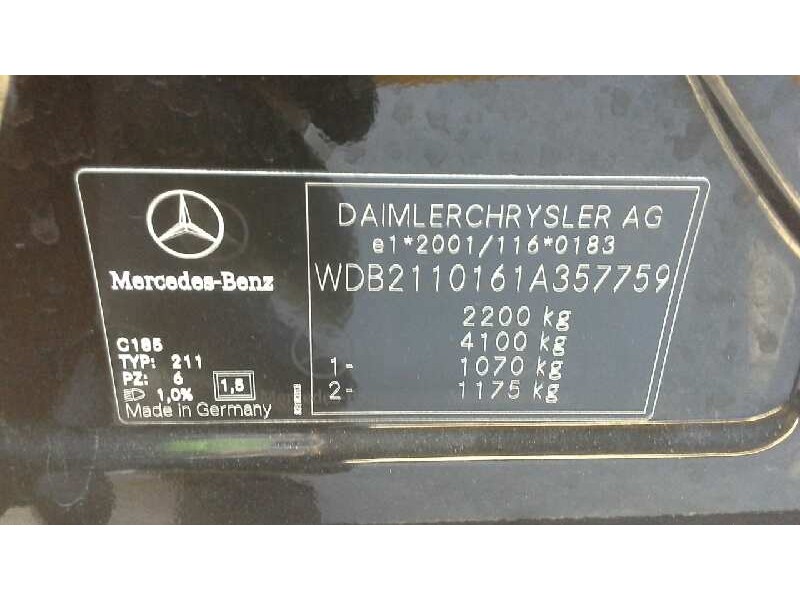 Mercedes-Benz
C185
TYP: 211
PZ: 6
1,0%
1,5
Made in Germany
DAIMLERCHRYSLER AG
e1*2001/116*0183
WDB2110161A357759
2200 kg
4100 kg
1- 1070 kg
2- 1175 kg